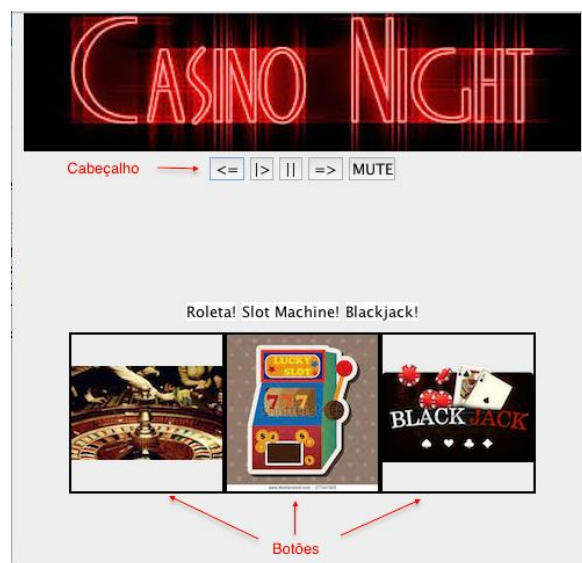 CASINO NIGHT
Cabeçalho
<= |> || => MUTE
Roleta! Slot Machine! Blackjack!
LUCKY
SLOT
777
BLACK JACK
Botões